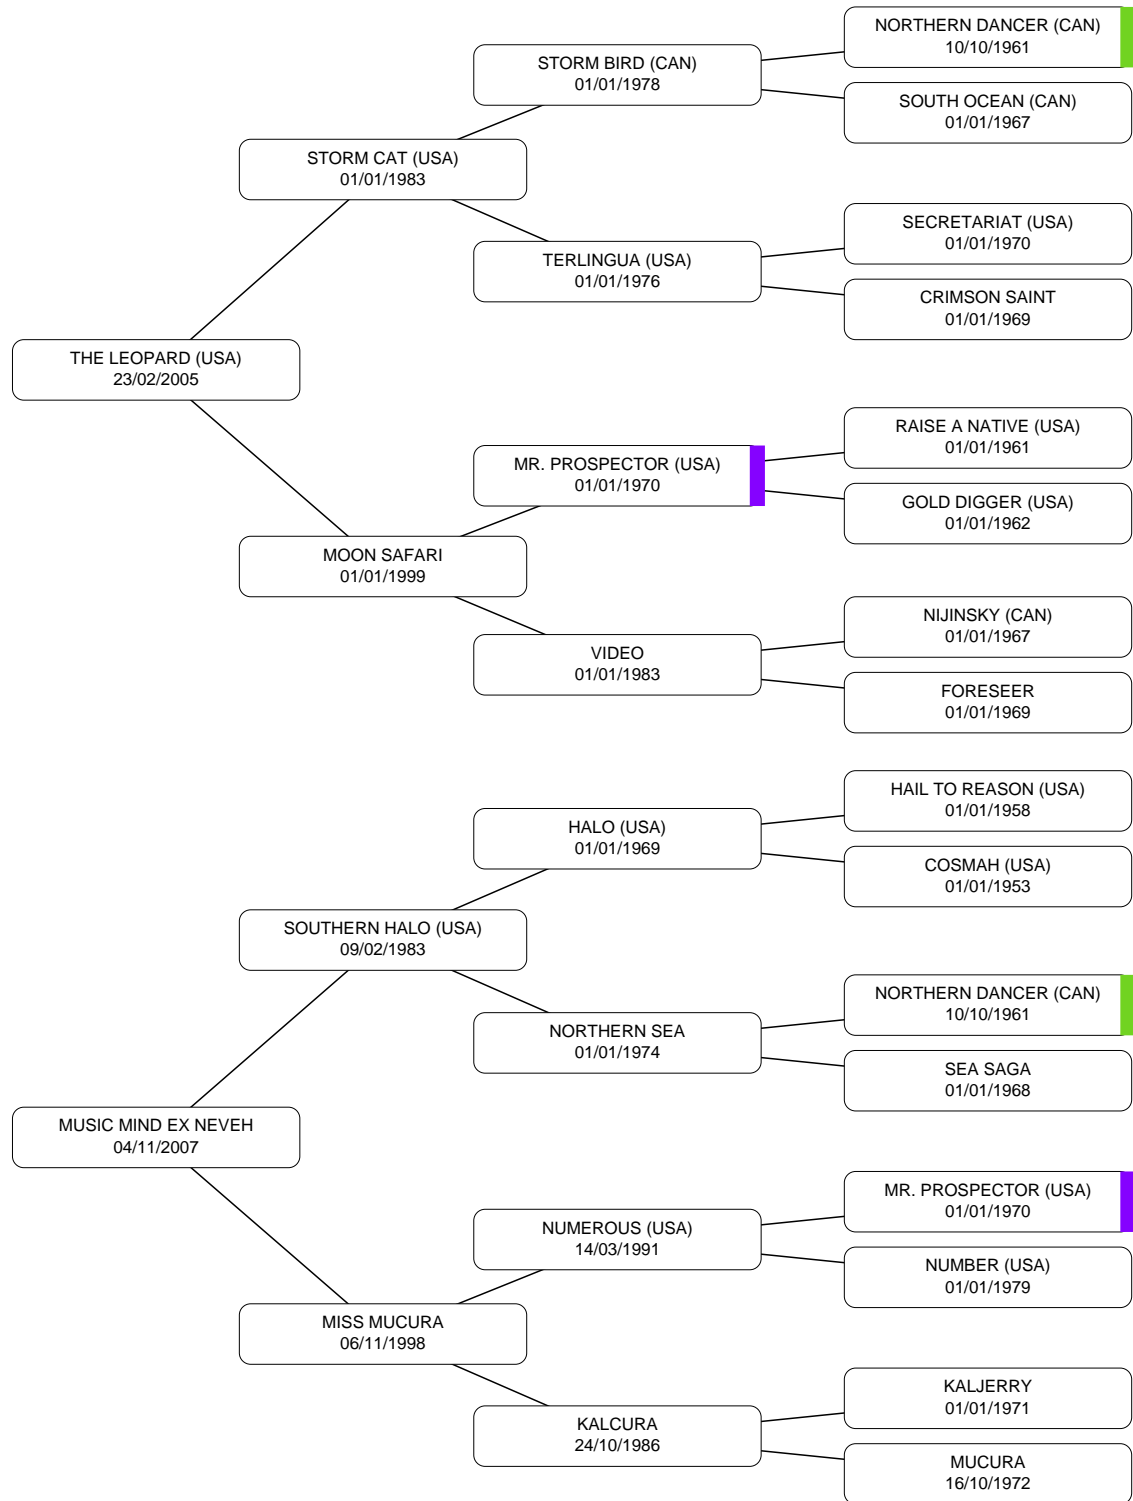 NORTHERN DANCER (CAN)
10/10/1961
STORM BIRD (CAN)
01/01/1978
SOUTH OCEAN (CAN)
01/01/1967
STORM CAT (USA)
01/01/1983
SECRETARIAT (USA)
01/01/1970
TERLINGUA (USA)
01/01/1976
CRIMSON SAINT
01/01/1969
THE LEOPARD (USA)
23/02/2005
RAISE A NATIVE (USA)
01/01/1961
MR. PROSPECTOR (USA)
01/01/1970
GOLD DIGGER (USA)
01/01/1962
MOON SAFARI
01/01/1999
NIJINSKY (CAN)
01/01/1967
VIDEO
01/01/1983
FORESEER
01/01/1969
HAIL TO REASON (USA)
01/01/1958
HALO (USA)
01/01/1969
COSMAH (USA)
01/01/1953
SOUTHERN HALO (USA)
09/02/1983
NORTHERN DANCER (CAN)
10/10/1961
NORTHERN SEA
01/01/1974
SEA SAGA
01/01/1968
MUSIC MIND EX NEVEH
04/11/2007
MR. PROSPECTOR (USA)
01/01/1970
NUMEROUS (USA)
14/03/1991
NUMBER (USA)
01/01/1979
MISS MUCURA
06/11/1998
KALJERRY
01/01/1971
KALCURA
24/10/1986
MUCURA
16/10/1972